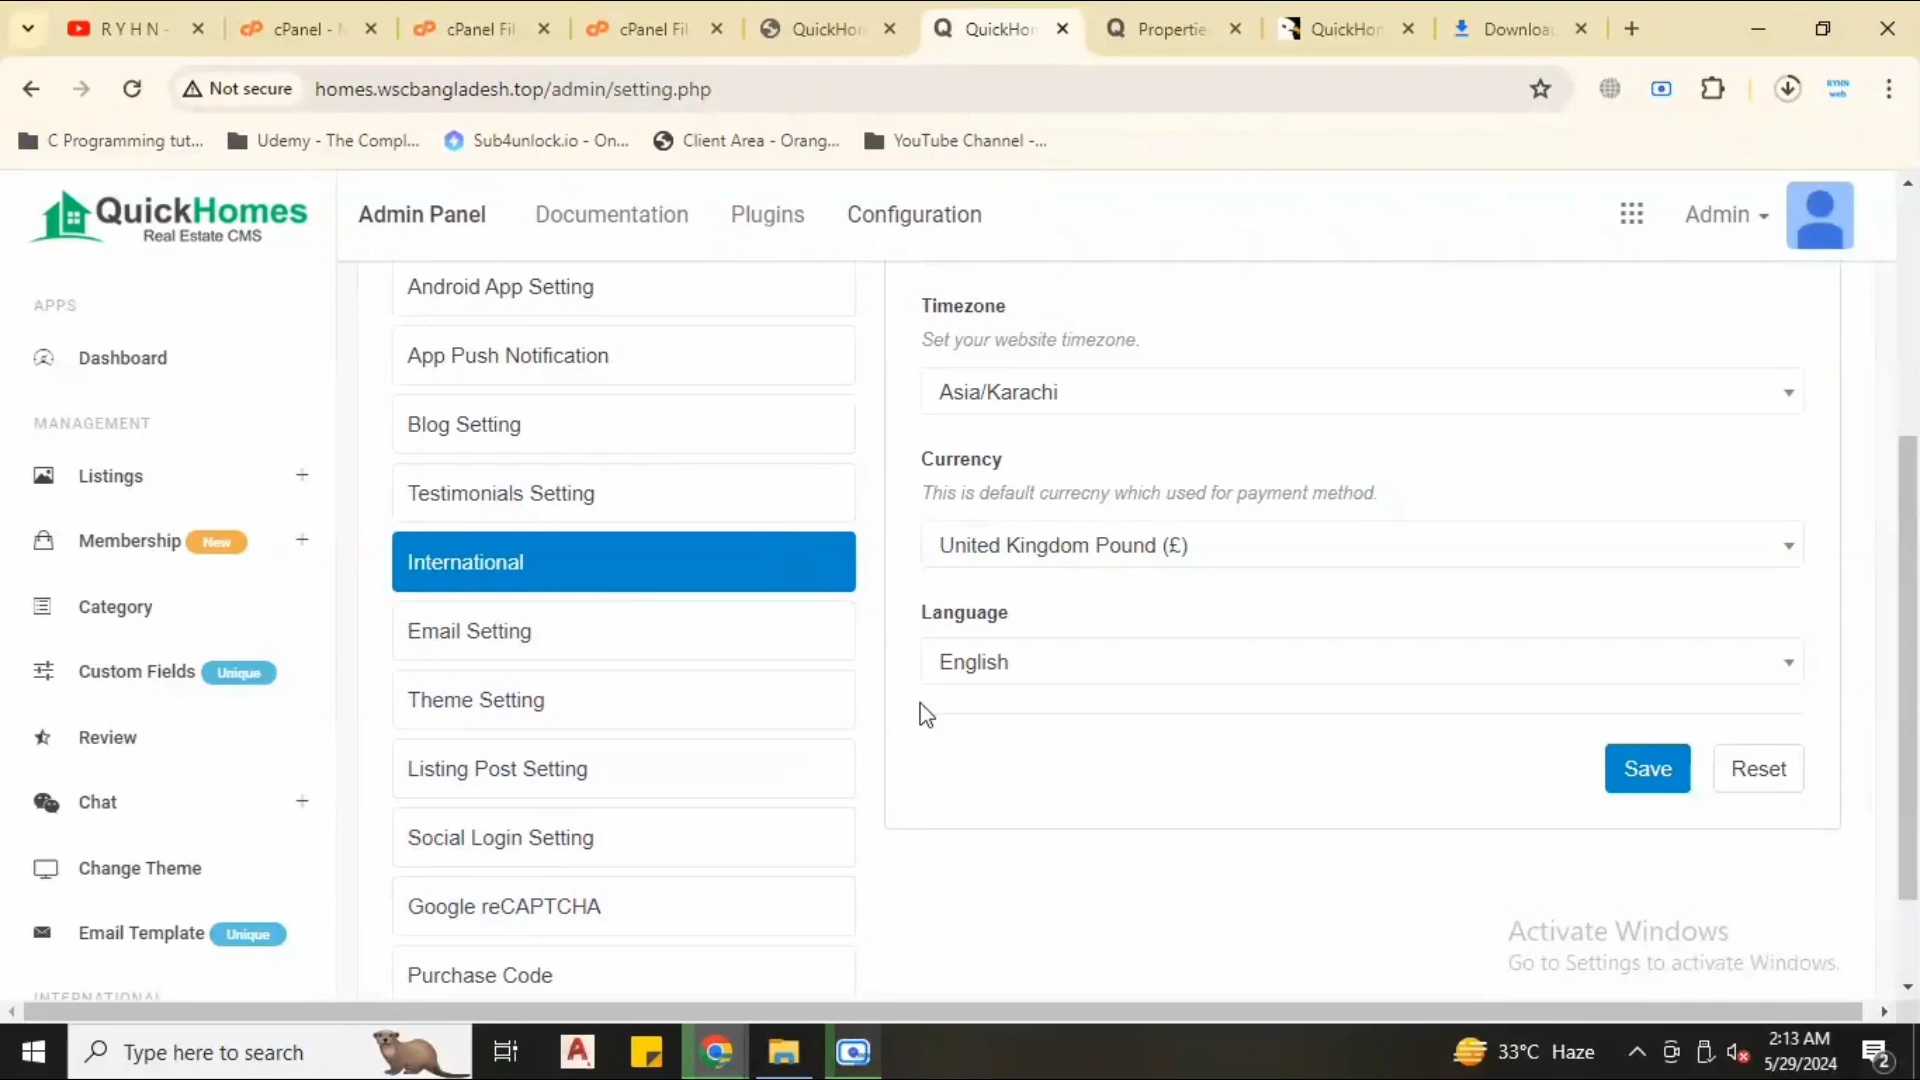 R Y H N -
cPanel -
cPanel Fil
cPanel Fil
QuickHo
QuickHor
Propertie
QuickHor
Downloa
Not secure
homes.wscbangladesh.top/admin/setting.php
RYHN
web
C Programming tut...
Udemy - The Compl...
Sub4unlock.io - On...
Client Area - Orang...
YouTube Channel -...
QuickHomes
Real Estate CMS
Admin Panel
Documentation
Plugins
Configuration
Admin
APPS
Dashboard
MANAGEMENT
Listings
Membership New
Category
Custom Fields Unique
Review
Chat
Change Theme
Email Template Unique
INTERNATIONAL
Android App Setting
App Push Notification
Blog Setting
Testimonials Setting
International
Email Setting
Theme Setting
Listing Post Setting
Social Login Setting
Google reCAPTCHA
Purchase Code
Timezone
Set your website timezone.
Asia/Karachi
Currency
This is default currecny which used for payment method.
United Kingdom Pound (£)
Language
English
Save
Reset
Activate Windows
Go to Settings to activate Windows.
Type here to search
33°C Haze
2:13 AM
5/29/2024
2